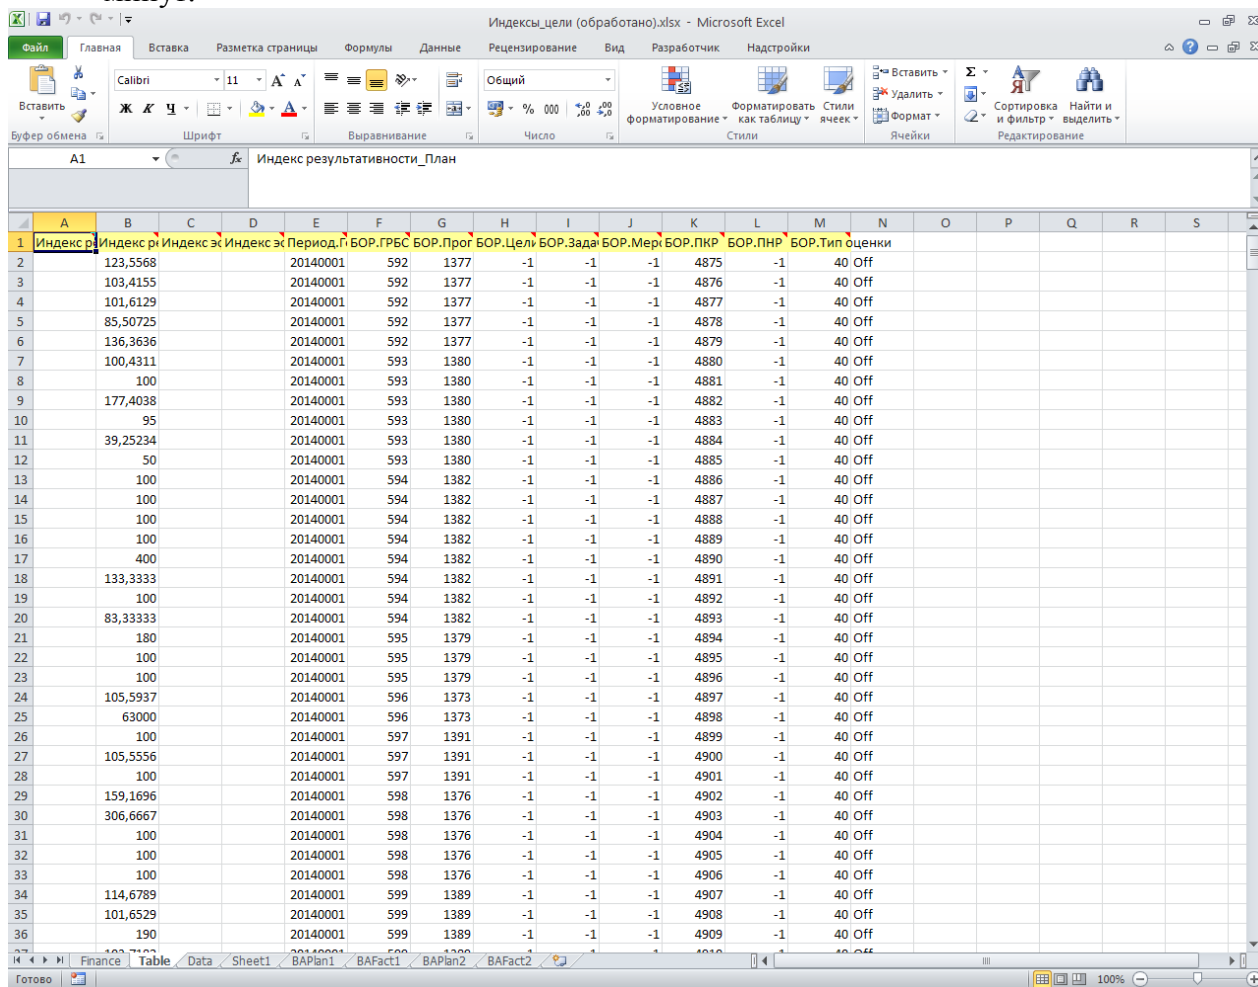 Индексы_цели (обработано).xlsx - Microsoft Excel
Файл Главная Вставка Разметка страницы Формулы Данные Рецензирование Вид Разработчик Надстройки
Вставить
Calibri 11
Ж К Ч
Общий
% 000
Условное форматирование
Форматировать как таблицу
Стили ячеек
Вставить
Удалить
Формат
Сортировка и фильтр
Найти и выделить
Буфер обмена Шрифт Выравнивание Число Стили Ячейки Редактирование
A1 fx Индекс результативности_План
A B C D E F G H I J K L M N O P Q R S
1 Индекс Индекс Индекс Индекс Период. БОР.ГРБС БОР.Прог БОР.Цели БОР.Зада БОР.Мер БОР.ПКР БОР.ПНР БОР.Тип оценки
2 123,5568 20140001 592 1377 -1 -1 -1 4875 -1 40 Off
3 103,4155 20140001 592 1377 -1 -1 -1 4876 -1 40 Off
4 101,6129 20140001 592 1377 -1 -1 -1 4877 -1 40 Off
5 85,50725 20140001 592 1377 -1 -1 -1 4878 -1 40 Off
6 136,3636 20140001 592 1377 -1 -1 -1 4879 -1 40 Off
7 100,4311 20140001 593 1380 -1 -1 -1 4880 -1 40 Off
8 100 20140001 593 1380 -1 -1 -1 4881 -1 40 Off
9 177,4038 20140001 593 1380 -1 -1 -1 4882 -1 40 Off
10 95 20140001 593 1380 -1 -1 -1 4883 -1 40 Off
11 39,25234 20140001 593 1380 -1 -1 -1 4884 -1 40 Off
12 50 20140001 593 1380 -1 -1 -1 4885 -1 40 Off
13 100 20140001 594 1382 -1 -1 -1 4886 -1 40 Off
14 100 20140001 594 1382 -1 -1 -1 4887 -1 40 Off
15 100 20140001 594 1382 -1 -1 -1 4888 -1 40 Off
16 100 20140001 594 1382 -1 -1 -1 4889 -1 40 Off
17 400 20140001 594 1382 -1 -1 -1 4890 -1 40 Off
18 133,3333 20140001 594 1382 -1 -1 -1 4891 -1 40 Off
19 100 20140001 594 1382 -1 -1 -1 4892 -1 40 Off
20 83,33333 20140001 594 1382 -1 -1 -1 4893 -1 40 Off
21 180 20140001 595 1379 -1 -1 -1 4894 -1 40 Off
22 100 20140001 595 1379 -1 -1 -1 4895 -1 40 Off
23 100 20140001 595 1379 -1 -1 -1 4896 -1 40 Off
24 105,5937 20140001 596 1373 -1 -1 -1 4897 -1 40 Off
25 63000 20140001 596 1373 -1 -1 -1 4898 -1 40 Off
26 100 20140001 597 1391 -1 -1 -1 4899 -1 40 Off
27 105,5556 20140001 597 1391 -1 -1 -1 4900 -1 40 Off
28 100 20140001 597 1391 -1 -1 -1 4901 -1 40 Off
29 159,1696 20140001 598 1376 -1 -1 -1 4902 -1 40 Off
30 306,6667 20140001 598 1376 -1 -1 -1 4903 -1 40 Off
31 100 20140001 598 1376 -1 -1 -1 4904 -1 40 Off
32 100 20140001 598 1376 -1 -1 -1 4905 -1 40 Off
33 100 20140001 598 1376 -1 -1 -1 4906 -1 40 Off
34 114,6789 20140001 599 1389 -1 -1 -1 4907 -1 40 Off
35 101,6529 20140001 599 1389 -1 -1 -1 4908 -1 40 Off
36 190 20140001 599 1389 -1 -1 -1 4909 -1 40 Off
Finance Table Data Sheet1 BAPlan1 BAFact1 BAPlan2 BAFact2
Готово 100%